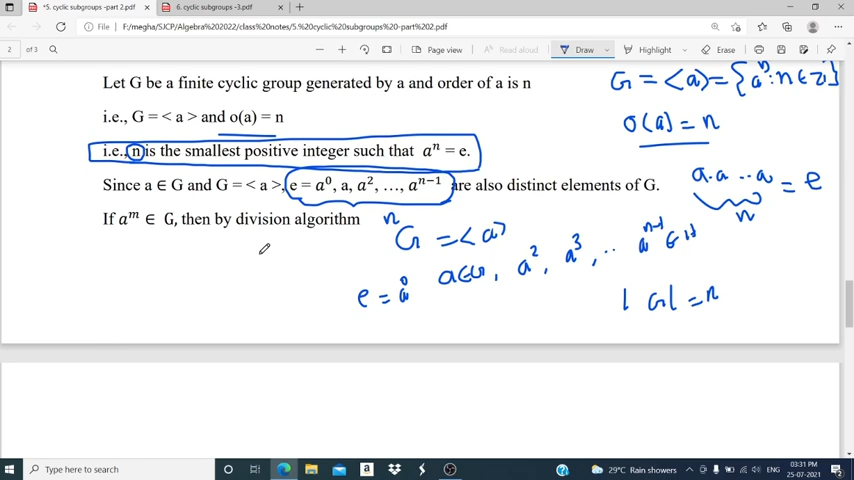 *5. cyclic subgroups -part 2.pdf
6. cyclic subgroups -3.pdf
File | F:/megha/SJCP/Algebra%202022/class%20notes/5.%20cyclic%20subgroups%20-part%202.pdf
2 of 3
Page view
Read aloud
Draw
Highlight
Erase
Let G be a finite cyclic group generated by a and order of a is n
G = <a> = {aⁿ : n ∈ Z}
i.e., G = < a > and o(a) = n
o(a) = n
i.e., n is the smallest positive integer such that aⁿ = e.
Since a ∈ G and G = < a >, e = a⁰, a, a², …, aⁿ⁻¹ are also distinct elements of G.
a.a ..a = e
n
If aᵐ ∈ G, then by division algorithm
n
G = <a>
e = a⁰ a∈G, a², a³, .. aⁿ⁻¹ ∈
|G| = n
Type here to search
29°C Rain showers
ENG
03:31 PM
25-07-2021